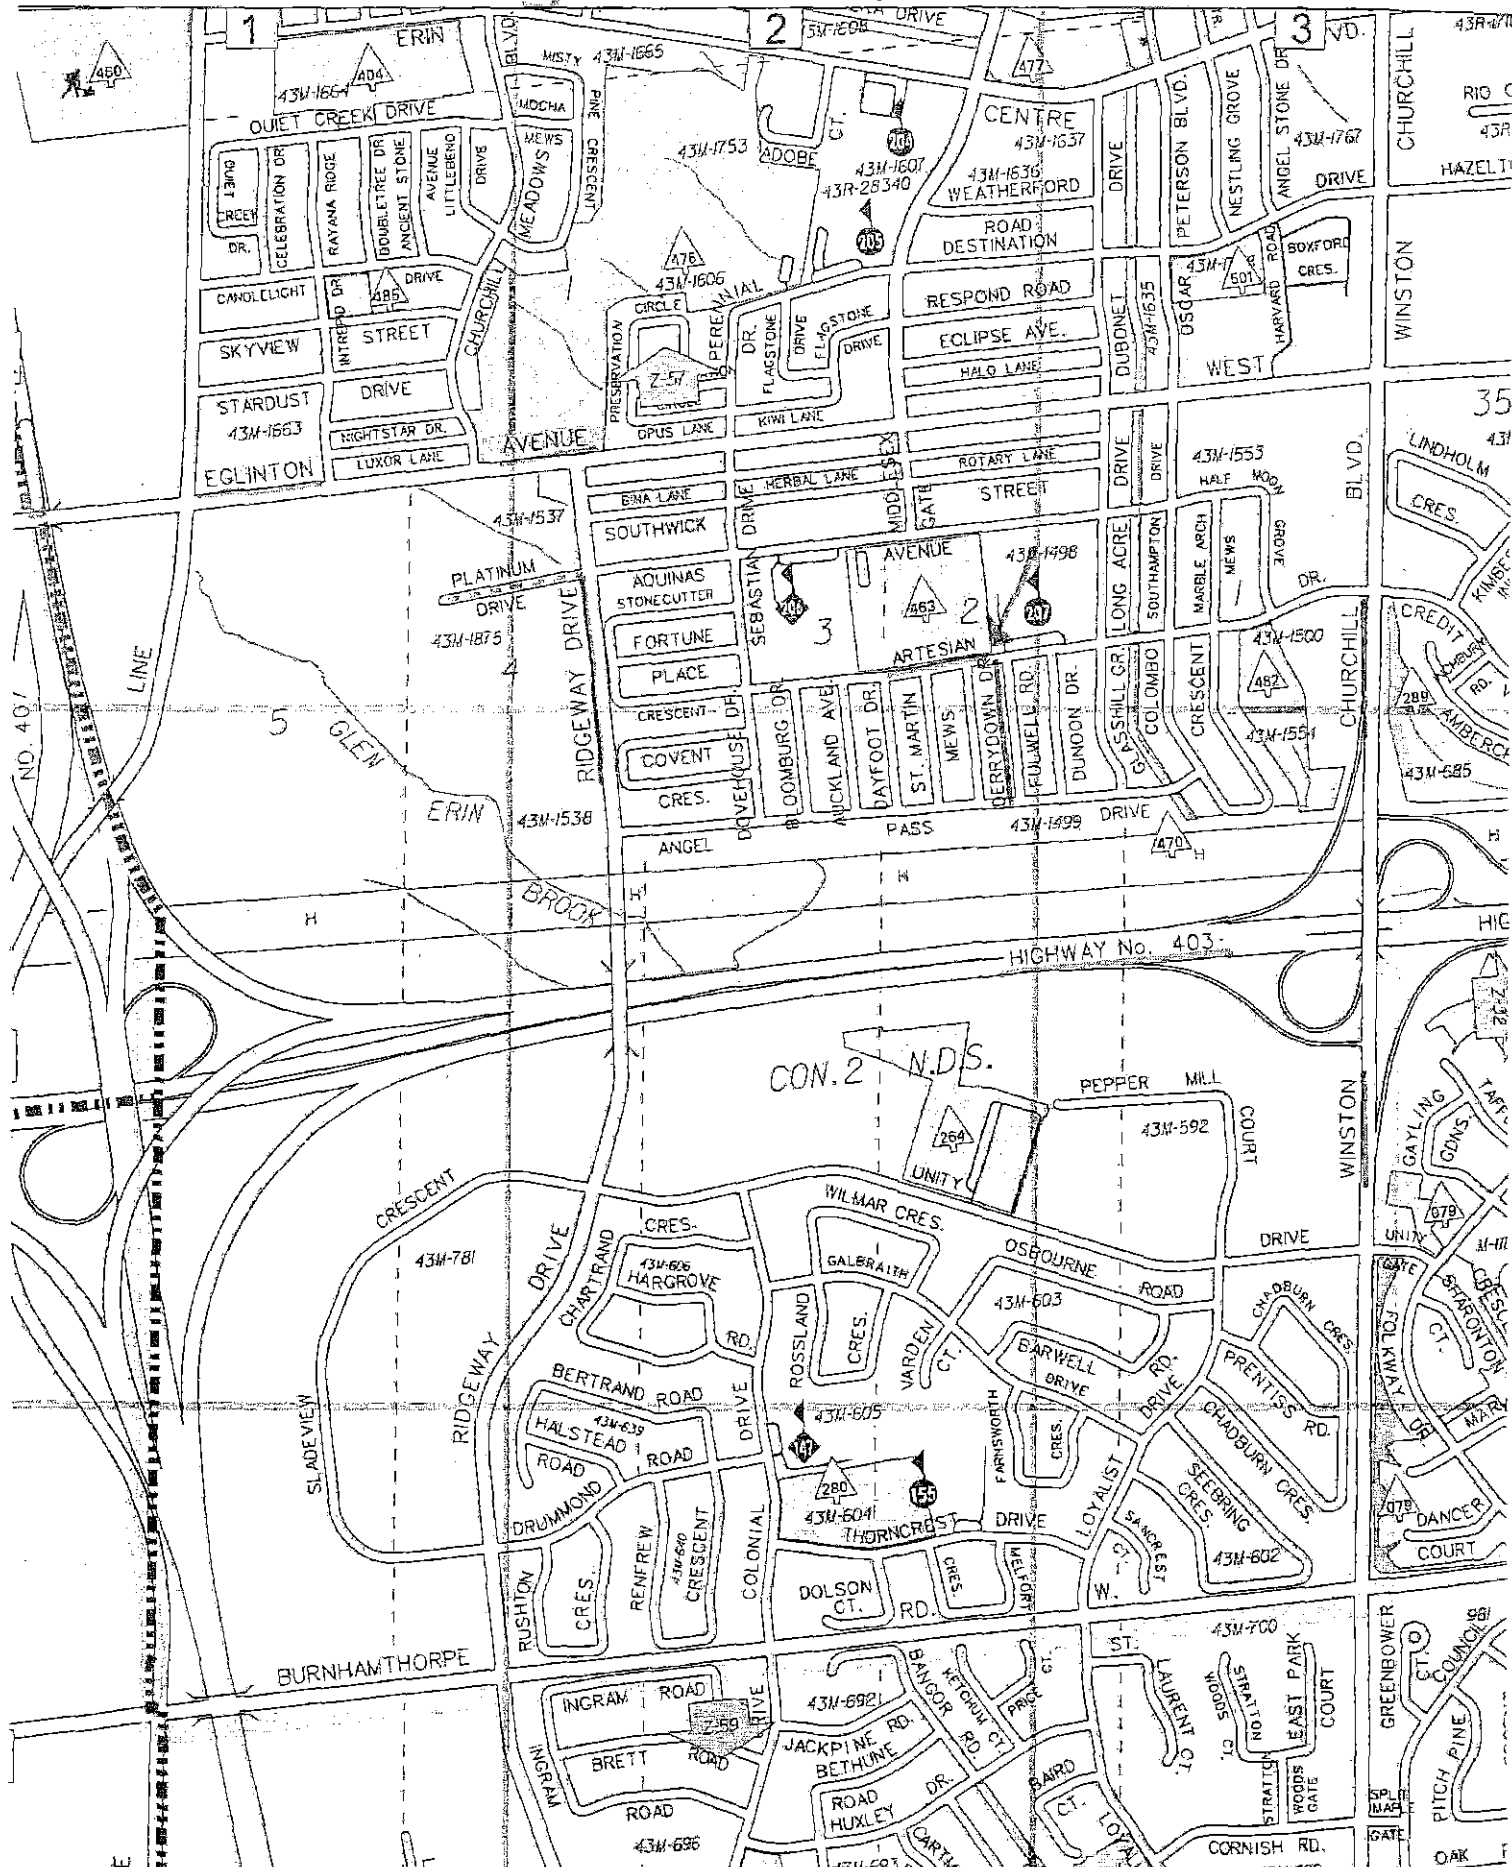 1
2
3
ERIN
BLVD.
MISTY
43M-1665
43M-1608
DRIVE
VD.
CHURCHILL
460
404
43M-1664
477
MOCHA
PINE
CRESCENT
CT.
CENTRE
43M-1637
PETERSON BLVD.
NESTLING GROVE
ANGEL STONE DR
43M-1767
QUIET CREEK DRIVE
QUIET
CREEK
DR.
CELEBRATION DR
RAYANA RIDGE
DOUBLETREE DR
ANCIENT STONE
AVENUE
LITTLEBEND
DRIVE
MEWS
MEADOWS
43M-1753
ADOBE
43M-1607
43R-28340
43M-1636
WEATHERFORD
DRIVE
DRIVE
ROAD
DESTINATION
205
476
43M-1606
CANDLELIGHT
INTREPID DR
485
DRIVE
CHURCHILL
CIRCLE
PERENNIAL
RESPOND ROAD
43M-1635
OSCAR
501
HARVARD ROAD
BOXFORD
CRES.
WINSTON
SKYVIEW
STREET
PRESERVATION
Z-57
DR.
FLAGSTONE
DRIVE
FLAGSTONE
DRIVE
ECLIPSE AVE.
DUBONET
HALO LANE
WEST
STARDUST
DRIVE
43M-1663
NIGHTSTAR DR.
LUXOR LANE
EGLINTON
AVENUE
OPUS LANE
KIWI LANE
35
ROTARY LANE
DRIVE
DRIVE
43M-1553
HALF
MOON
GROVE
BLVD.
LINDHOLM
CRES.
43M-1537
HERBAL LANE
MIDDLESEX
GATE
STREET
SOUTHWICK
SEBASTIAN
DRIVE
AVENUE
43M-1498
LONG ACRE
SOUTHAMPTON
MARBLE ARCH
MEWS
PLATINUM
DRIVE
43M-1875
RIDGEWAY DRIVE
AQUINAS
STONECUTTER
463
3
2
207
DR.
FORTUNE
ARTESIAN
43M-1500
CREDIT
PLACE
CRESCENT
DOVEHOUSE DR.
BLOOMBURG DR.
AUCKLAND AVE.
DAYFOOT DR.
ST. MARTIN
MEWS
DERRYDOWN DR.
FULWELL RD.
DUNOON DR.
GLASSHILL GR.
COLOMBO
CRESCENT
482
43M-1551
CHURCHILL
289
RD.
43M-685
NO. 407
LINE
5
GLEN
4
COVENT
CRES.
ERIN
43M-1538
ANGEL
PASS
43M-1499
DRIVE
470
H
H
H
H
H
BROOK
HIGHWAY No. 403
CON. 2
N.D.S.
PEPPER MILL
COURT
43M-592
264
UNITY
WINSTON
GAYLING
GDNS.
CRESCENT
WILMAR CRES.
43M-781
RIDGEWAY
DRIVE
CHARTRAND
CRES.
43M-606
HARGROVE
RD.
GALBRAITH
OSBOURNE
ROAD
DRIVE
UNITY
GATE
079
43M-603
CHADBURN
CRES.
ROSSLAND
CRES.
VARDEN
CT.
BARWELL
DRIVE
RD.
DRIVE
PRENTISS
RD.
FOLKWAY
DR.
SHARONTON
CT.
SLADEVIEW
BERTRAND ROAD
43M-639
HALSTEAD
ROAD
ROAD
DRIVE
43M-605
141
FARNSWORTH
CRES.
CHADBURN CRES.
280
155
43M-604
THORNCREST
DRIVE
LOYALIST
SEEBRING
CRES.
SANCREST
CT.
43M-602
DANCER
COURT
DRUMMOND
RUSHTON
CRES.
RENFREW
43M-640
CRESCENT
COLONIAL
DOLSON
CT.
RD.
CRES.
MELFORT
W.
BURNHAMTHORPE
43M-700
GREENBOWER
CT.
COUNCIL
INGRAM ROAD
Z-59
DRIVE
43M-692
BANGOR
RD.
KETCHUM CT.
CT.
ST.
LAURENT CT.
STRATTON
WOODS
CT.
EAST PARK
COURT
INGRAM
BRETT
ROAD
JACKPINE
RD.
BETHUNE
BAIRD
CT.
STRATTON
WOODS
GATE
PITCH PINE
ROAD
43M-696
ROAD
HUXLEY
DR.
CORNISH RD.
GATE
OAK